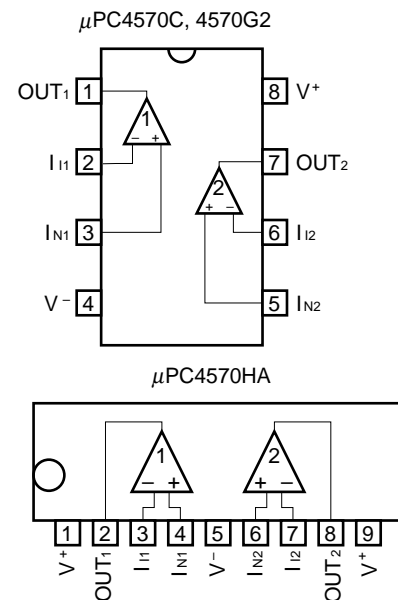 μPC4570C, 4570G2
OUT1 1 8 V+
1
- +
II1 2 7 OUT2
2
+ -
IN1 3 6 II2
V- 4 5 IN2
μPC4570HA
1 2
- + + -
1 2 3 4 5 6 7 8 9
V+ OUT1 II1 IN1 V- IN2 II2 OUT2 V+